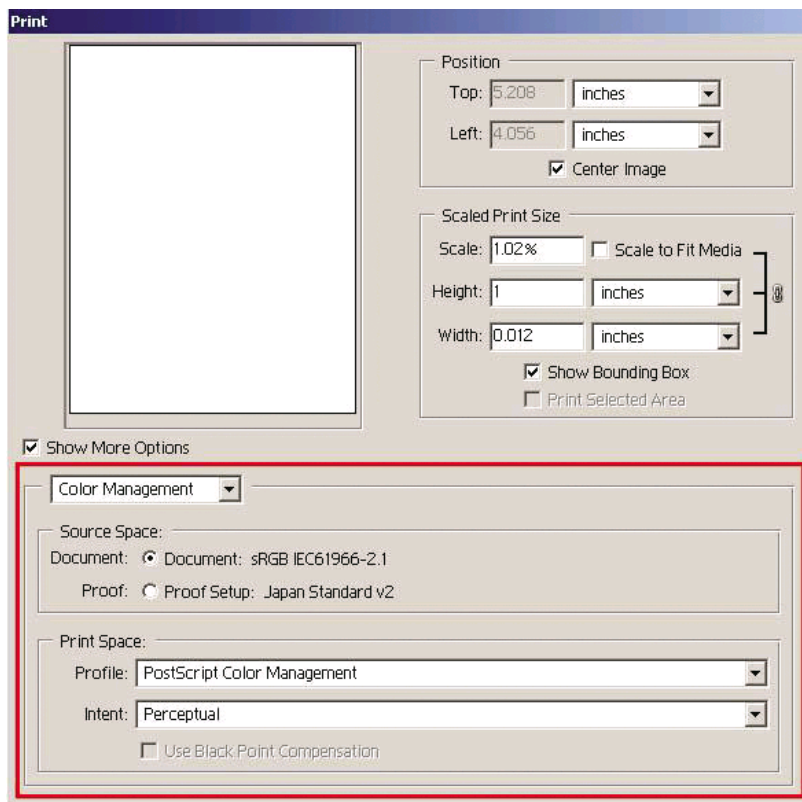 Print
Position
Top: 5.208 inches
Left: 4.056 inches
Center Image
Scaled Print Size
Scale: 1.02% Scale to Fit Media
Height: 1 inches
Width: 0.012 inches
Show Bounding Box
Print Selected Area
Show More Options
Color Management
Source Space:
Document: Document: sRGB IEC61966-2.1
Proof: Proof Setup: Japan Standard v2
Print Space:
Profile: PostScript Color Management
Intent: Perceptual
Use Black Point Compensation